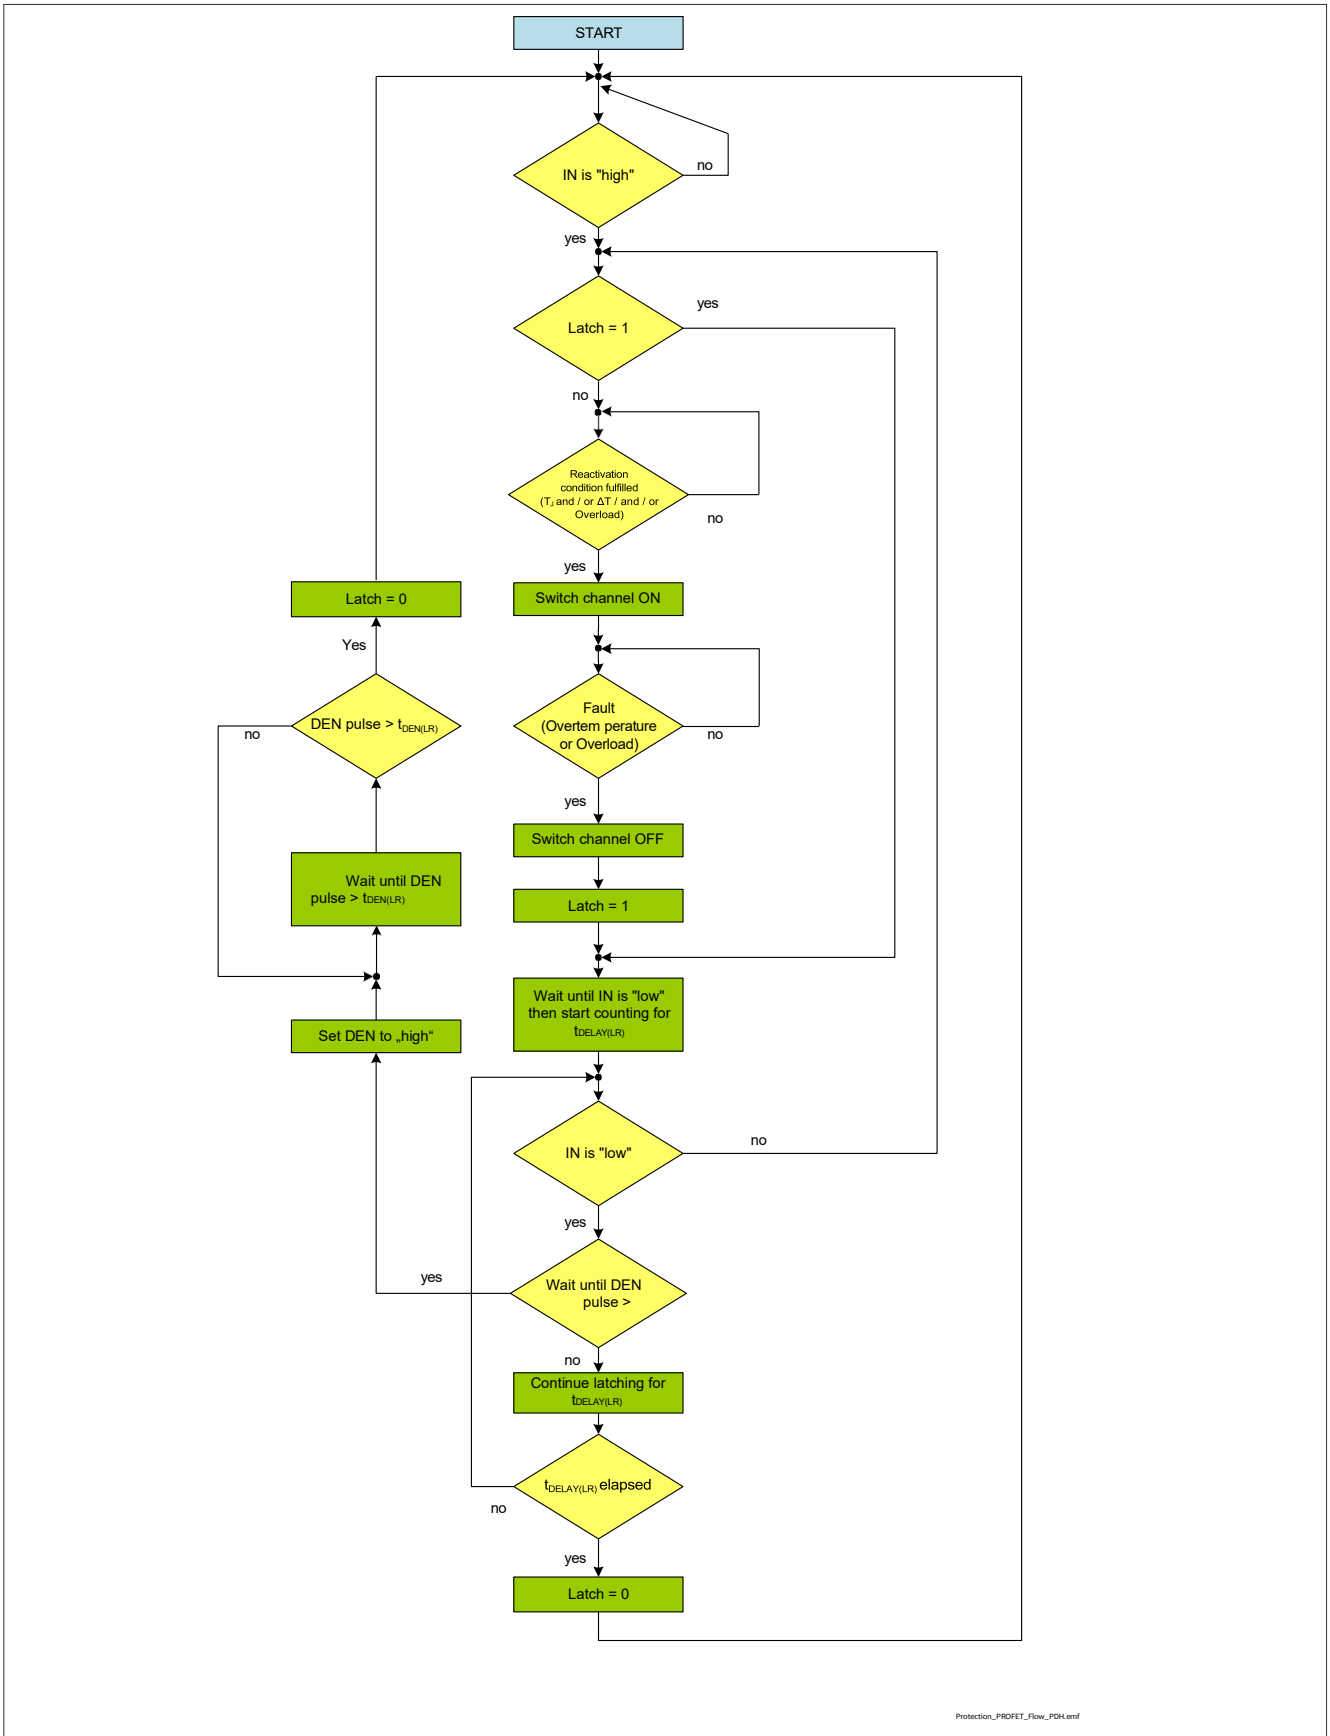 START
IN is "high"
no
yes
Latch = 1
yes
no
Reactivation
condition fulfilled
(TJ and / or ΔT / and / or
Overload)
no
yes
Switch channel ON
Latch = 0
Yes
DEN pulse > tDEN(LR)
no
Fault
(Overtem perature
or Overload)
no
yes
Switch channel OFF
Wait until DEN
pulse > tDEN(LR)
Latch = 1
Wait until IN is "low"
then start counting for
tDELAY(LR)
Set DEN to „high“
IN is "low"
no
yes
Wait until DEN
pulse >
yes
no
Continue latching for
tDELAY(LR)
tDELAY(LR) elapsed
no
yes
Latch = 0
Protection_PROFET_Flow_PDH.emf